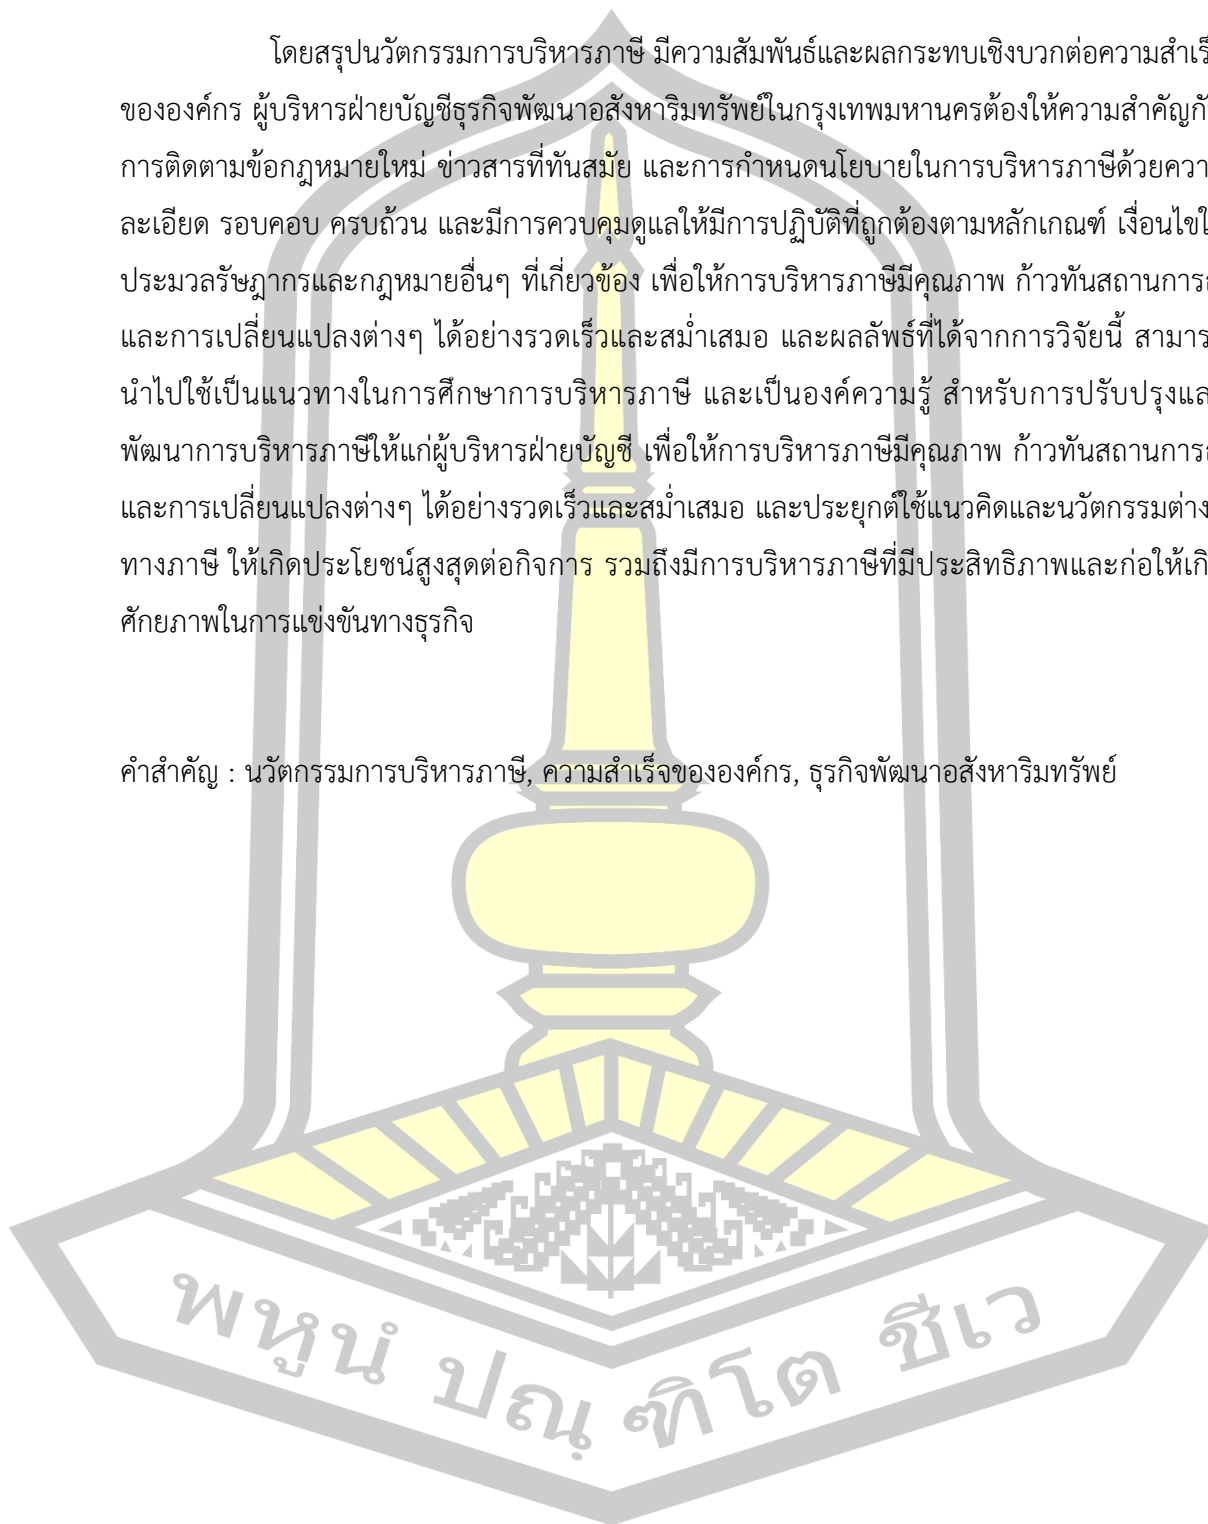 โดยสรุปนวัตกรรมการบริหารภาษี มีความสัมพันธ์และผลกระทบเชิงบวกต่อความสำเร็
ขององค์กร ผู้บริหารฝ่ายบัญชีธุรกิจพัฒนาอสังหาริมทรัพย์ในกรุงเทพมหานครต้องให้ความสำคัญกั
การติดตามข้อกฎหมายใหม่ ข่าวสารที่ทันสมัย และการกำหนดนโยบายในการบริหารภาษีด้วยควา
ละเอียด รอบคอบ ครบถ้วน และมีการควบคุมดูแลให้มีการปฏิบัติที่ถูกต้องตามหลักเกณฑ์ เงื่อนไขใ
ประมวลรัษฎากรและกฎหมายอื่นๆ ที่เกี่ยวข้อง เพื่อให้การบริหารภาษีมีคุณภาพ ก้าวทันสถานการ
และการเปลี่ยนแปลงต่างๆ ได้อย่างรวดเร็วและสม่ำเสมอ และผลลัพธ์ที่ได้จากการวิจัยนี้ สามาร
นำไปใช้เป็นแนวทางในการศึกษาการบริหารภาษี และเป็นองค์ความรู้ สำหรับการปรับปรุงแล
พัฒนาการบริหารภาษีให้แก่ผู้บริหารฝ่ายบัญชี เพื่อให้การบริหารภาษีมีคุณภาพ ก้าวทันสถานการ
และการเปลี่ยนแปลงต่างๆ ได้อย่างรวดเร็วและสม่ำเสมอ และประยุกต์ใช้แนวคิดและนวัตกรรมต่าง
ทางภาษี ให้เกิดประโยชน์สูงสุดต่อกิจการ รวมถึงมีการบริหารภาษีที่มีประสิทธิภาพและก่อให้เกิ
ศักยภาพในการแข่งขันทางธุรกิจ
คำสำคัญ : นวัตกรรมการบริหารภาษี, ความสำเร็จขององค์กร, ธุรกิจพัฒนาอสังหาริมทรัพย์
พหูนํ ปณฺ ฑิโต ชีเว